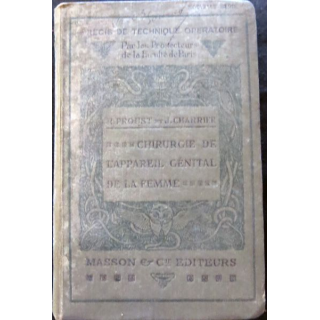 PRÉCIS DE TECHNIQUE OPÉRATOIRE
Par les Prosecteurs
de la Faculté de Paris
R. PROUST ET J. CHARRIER
CHIRURGIE DE
L'APPAREIL GÉNITAL
DE LA FEMME
MASSON & Cie EDITEURS